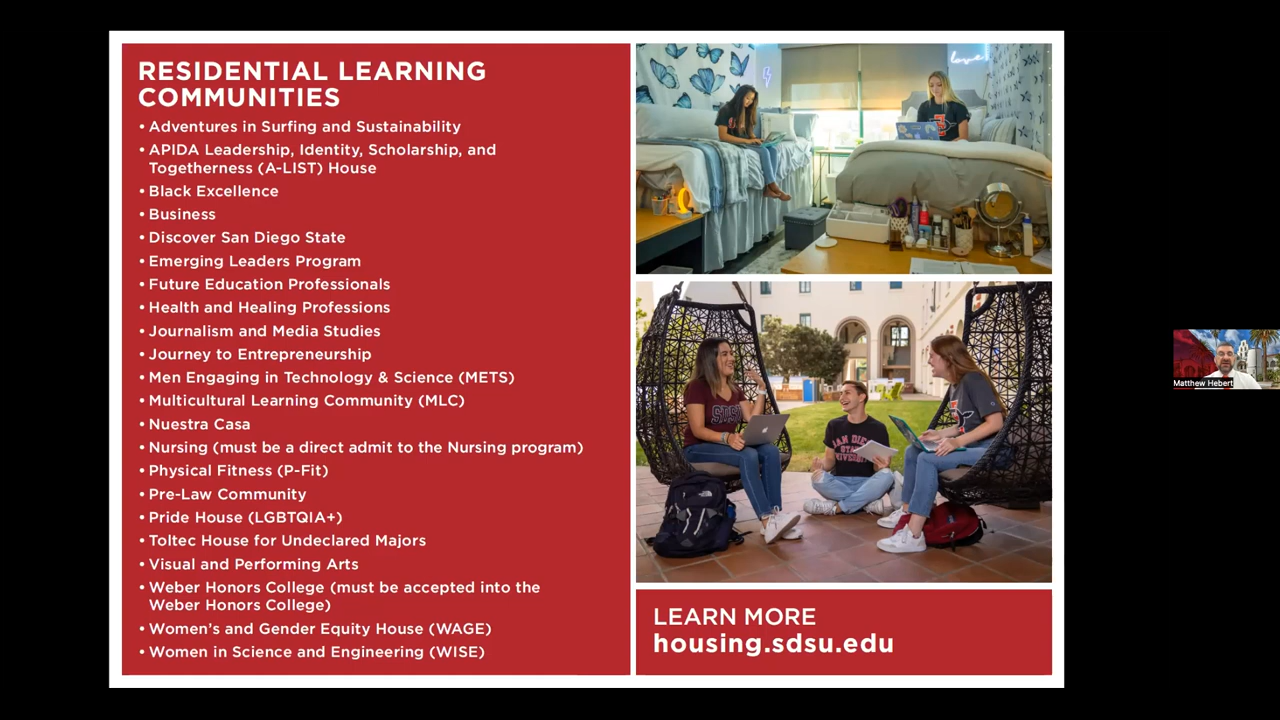 RESIDENTIAL LEARNING
COMMUNITIES
• Adventures in Surfing and Sustainability
• APIDA Leadership, Identity, Scholarship, and
Togetherness (A-LIST) House
• Black Excellence
• Business
• Discover San Diego State
• Emerging Leaders Program
• Future Education Professionals
• Health and Healing Professions
• Journalism and Media Studies
• Journey to Entrepreneurship
• Men Engaging in Technology & Science (METS)
• Multicultural Learning Community (MLC)
• Nuestra Casa
• Nursing (must be a direct admit to the Nursing program)
• Physical Fitness (P-Fit)
• Pre-Law Community
• Pride House (LGBTQIA+)
• Toltec House for Undeclared Majors
• Visual and Performing Arts
• Weber Honors College (must be accepted into the
Weber Honors College)
• Women's and Gender Equity House (WAGE)
• Women in Science and Engineering (WISE)
love
SAN DIEGO
STATE
UNIVERSITY
LEARN MORE
housing.sdsu.edu
Matthew Hebert